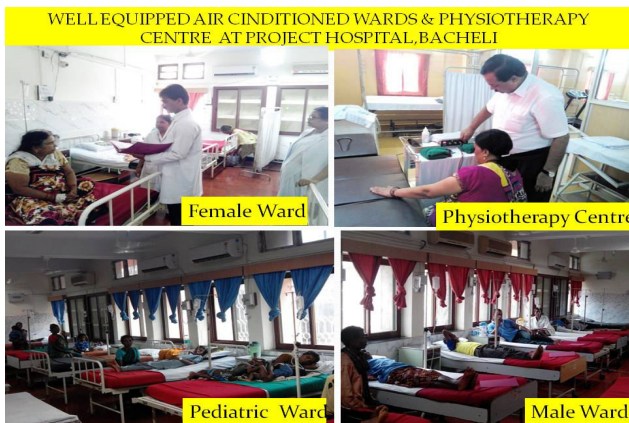 WELL EQUIPPED AIR CINDITIONED WARDS & PHYSIOTHERAPY
CENTRE AT PROJECT HOSPITAL,BACHELI
Female Ward
Physiotherapy Centre
Pediatric Ward
Male Ward